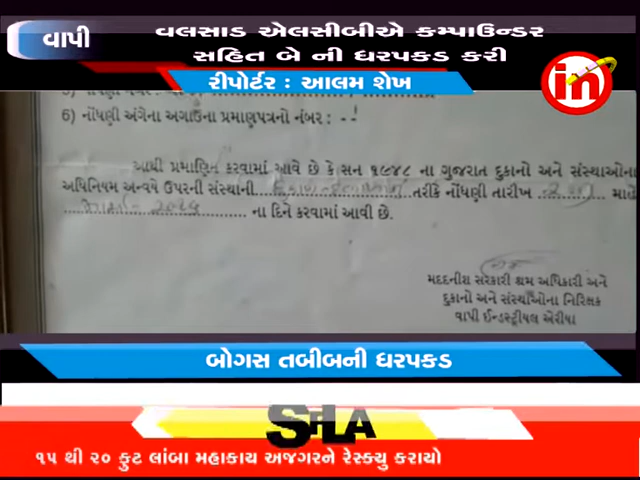 વાપી
વલસાડ એલસીબીએ કમ્પાઉન્ડર
સહિત બે ની ધરપકડ કરી
રીપોર્ટર : આલમ શેખ
in
6) નોંધણી અંગેના અગાઉના પ્રમાણપત્રનો નંબર : --
આથી પ્રમાણિત કરવામાં આવે છે કે સન ૧૯૪૮ ના ગુજરાત દુકાનો અને સંસ્થાઓના
અધિનિયમ અન્વયે ઉપરની સંસ્થાની તરીકે નોંધણી તારીખ માહે
ના દિને કરવામાં આવી છે.
મદદનીશ સરકારી શ્રમ અધિકારી અને
દુકાનો અને સંસ્થાઓના નિરિક્ષક
વાપી ઈન્ડસ્ટ્રીયલ એરીયા
બોગસ તબીબની ધરપકડ
૧૫ થી ૨૦ ફુટ લાંબા મહાકાય અજગરને રેસ્ક્યુ કરાયો